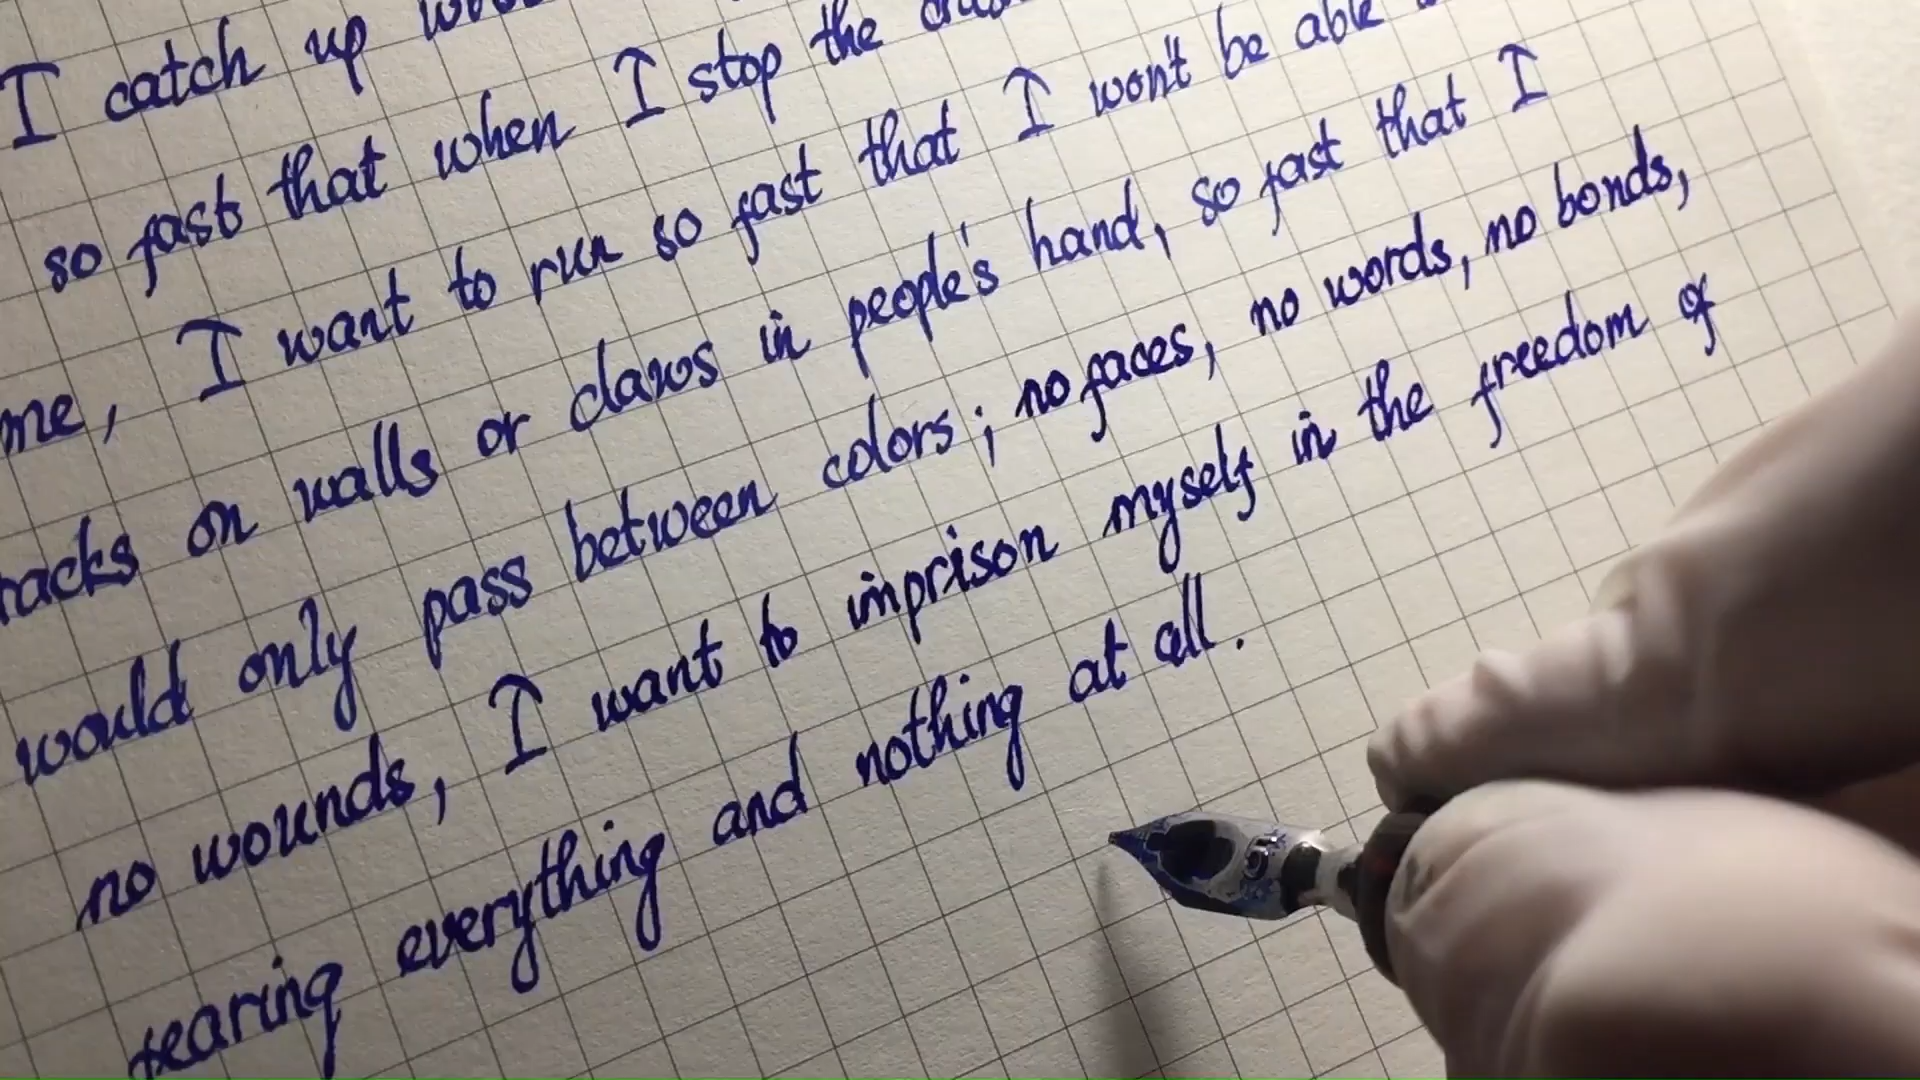 I catch up
so fast that when I stop the
me, I want to run so fast that I won't be able
racks on walls or claws in people's hand, so fast that I
would only pass between colors; no faces, no words, no bonds,
no wounds, I want to imprison myself in the freedom of
fearing everything and nothing at all.